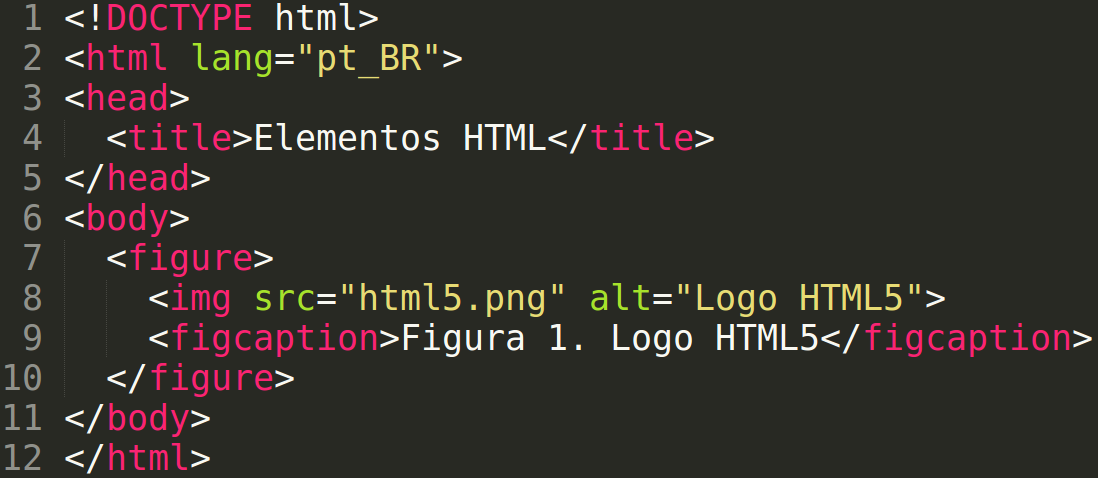 1 <!DOCTYPE html>
2 <html lang="pt_BR">
3 <head>
4   <title>Elementos HTML</title>
5 </head>
6 <body>
7   <figure>
8     <img src="html5.png" alt="Logo HTML5">
9     <figcaption>Figura 1. Logo HTML5</figcaption>
10   </figure>
11 </body>
12 </html>